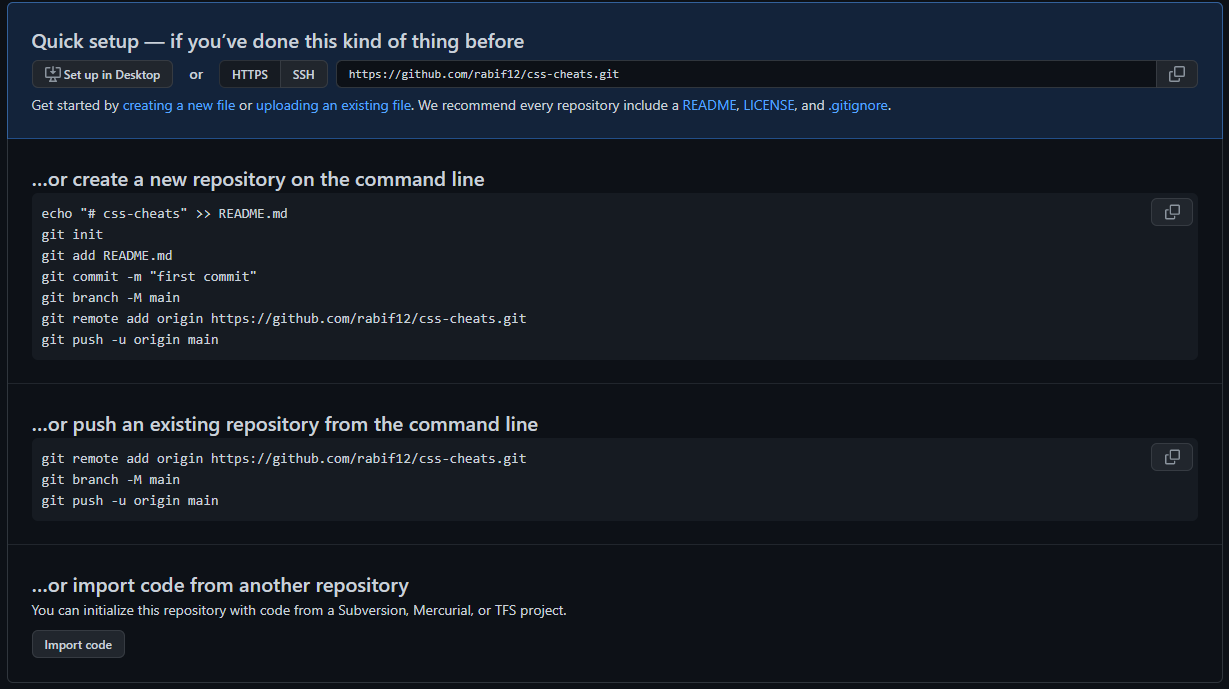 Quick setup — if you’ve done this kind of thing before
Set up in Desktop or HTTPS SSH https://github.com/rabif12/css-cheats.git
Get started by creating a new file or uploading an existing file. We recommend every repository include a README, LICENSE, and .gitignore.
…or create a new repository on the command line
echo "# css-cheats" >> README.md
git init
git add README.md
git commit -m "first commit"
git branch -M main
git remote add origin https://github.com/rabif12/css-cheats.git
git push -u origin main
…or push an existing repository from the command line
git remote add origin https://github.com/rabif12/css-cheats.git
git branch -M main
git push -u origin main
…or import code from another repository
You can initialize this repository with code from a Subversion, Mercurial, or TFS project.
Import code